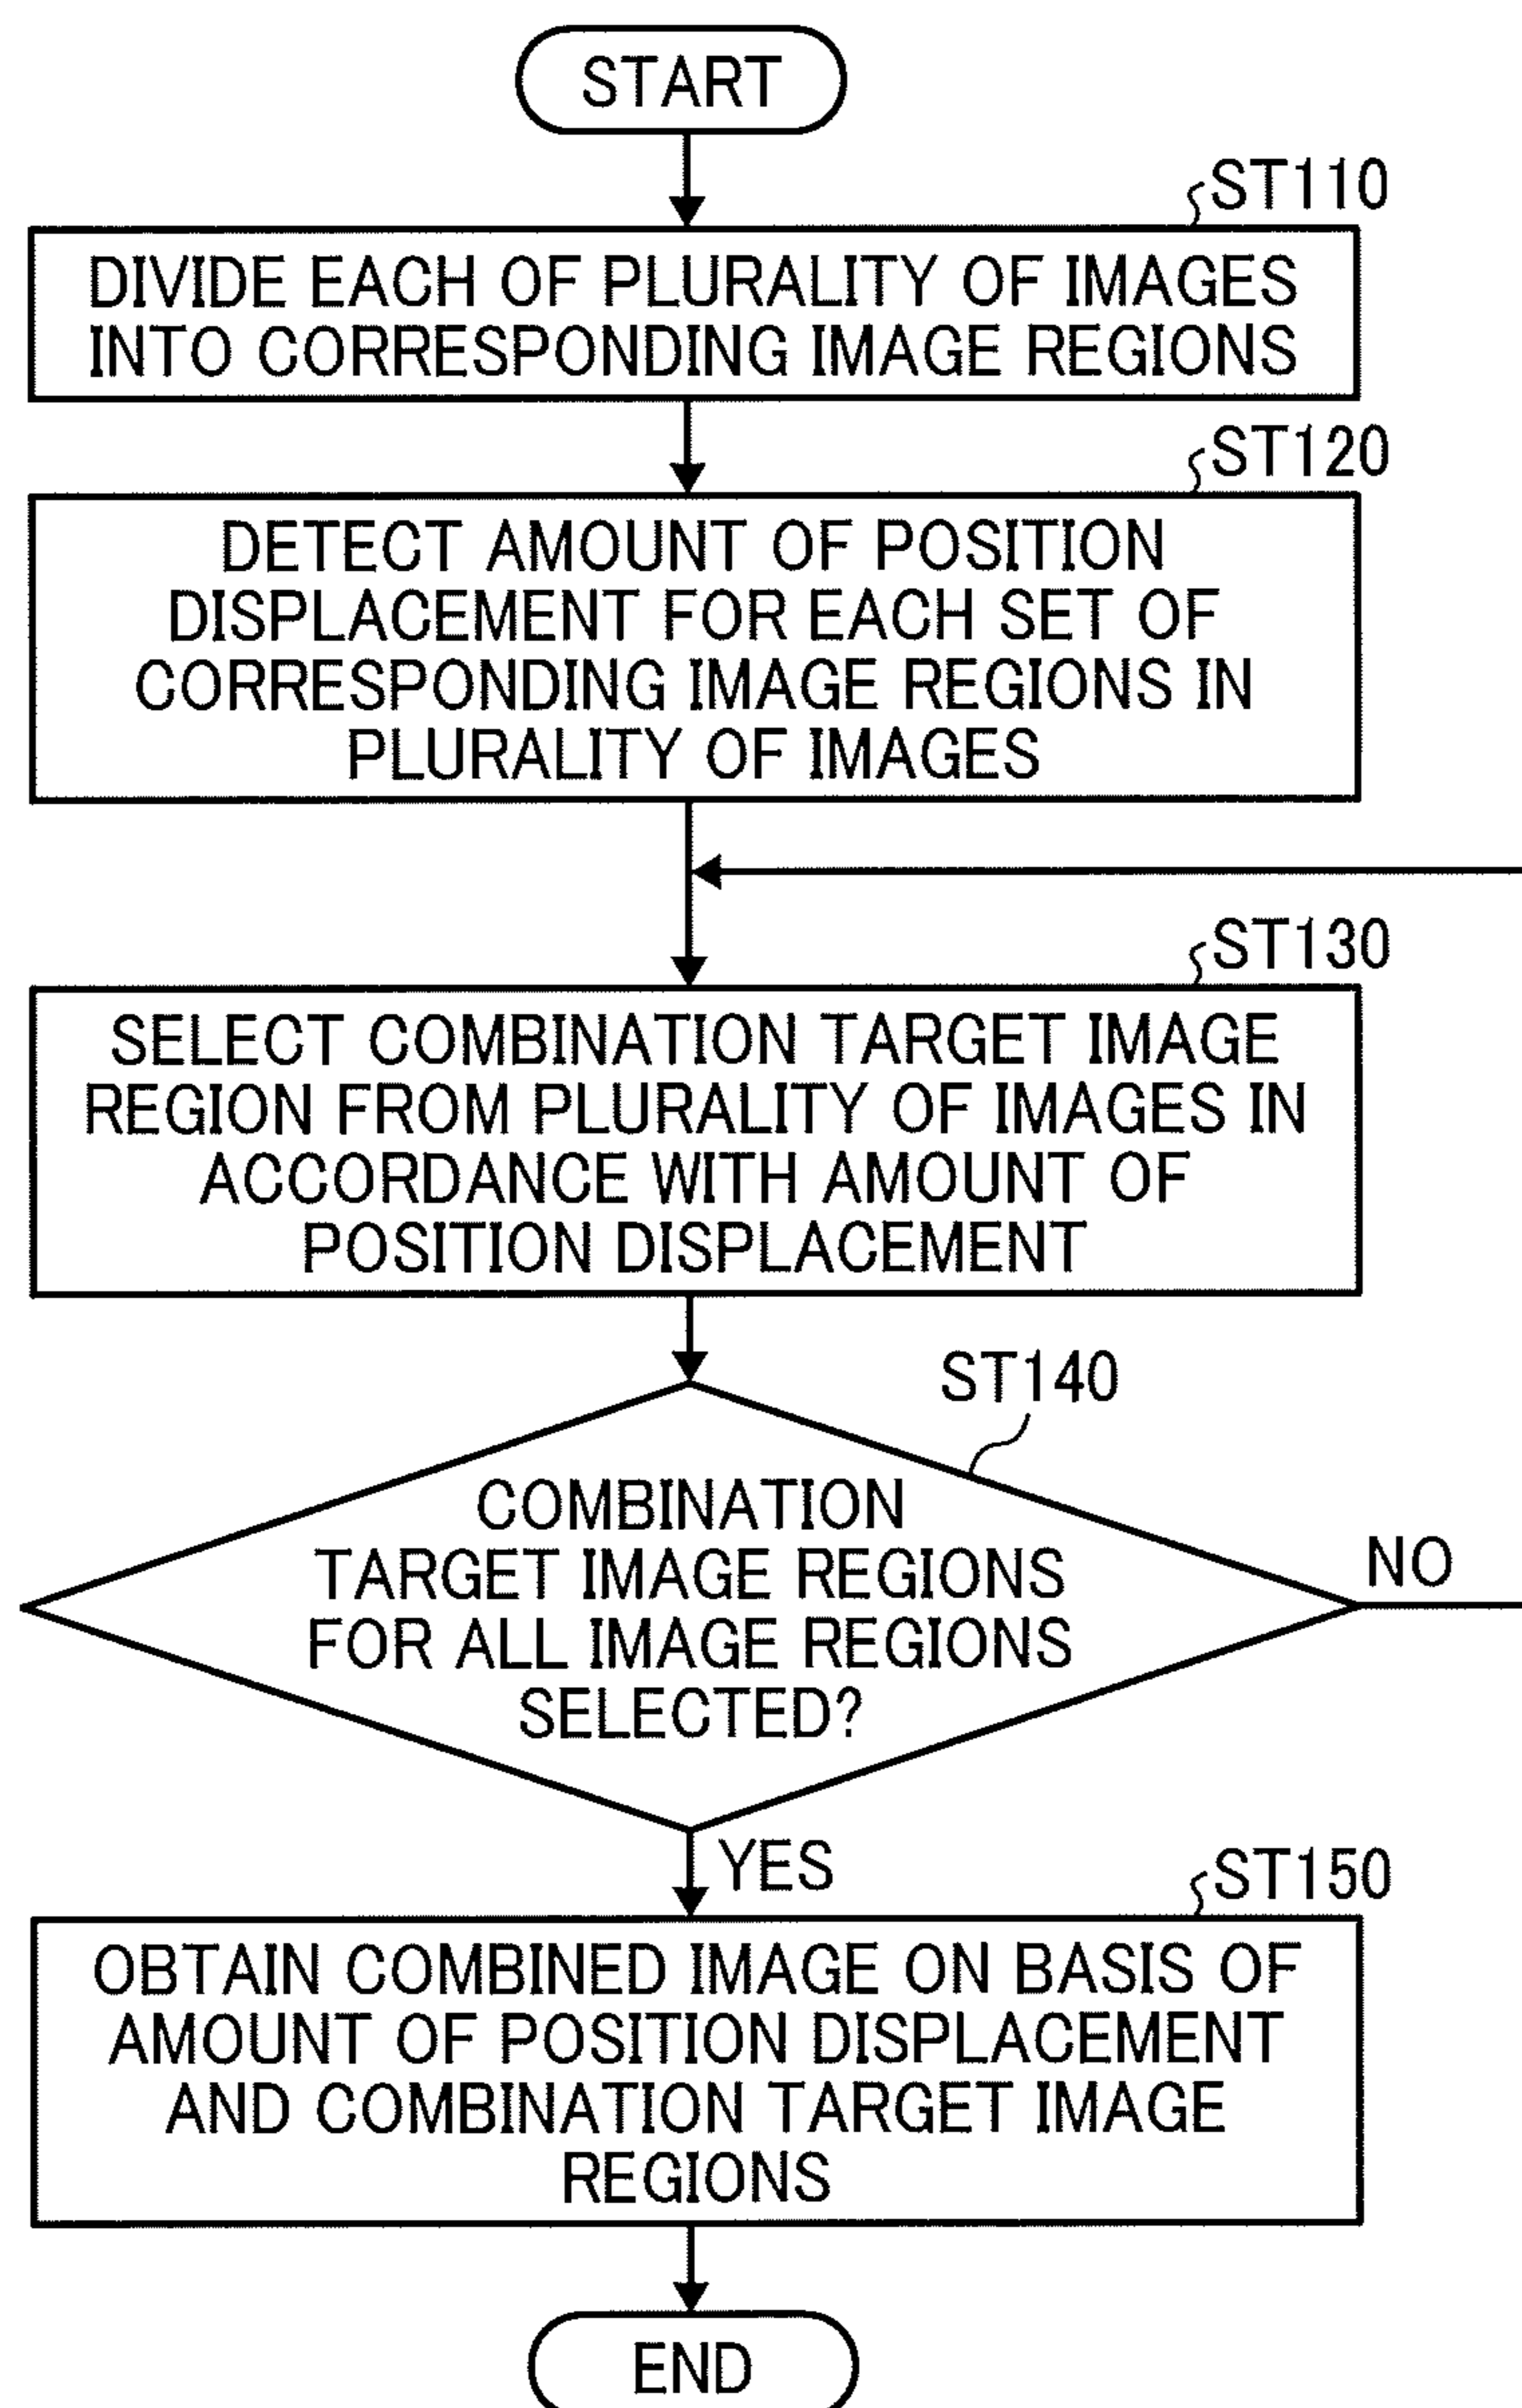 START
ST110
DIVIDE EACH OF PLURALITY OF IMAGES
INTO CORRESPONDING IMAGE REGIONS
ST120
DETECT AMOUNT OF POSITION
DISPLACEMENT FOR EACH SET OF
CORRESPONDING IMAGE REGIONS IN
PLURALITY OF IMAGES
ST130
SELECT COMBINATION TARGET IMAGE
REGION FROM PLURALITY OF IMAGES IN
ACCORDANCE WITH AMOUNT OF
POSITION DISPLACEMENT
ST140
COMBINATION
TARGET IMAGE REGIONS
FOR ALL IMAGE REGIONS
SELECTED?
NO
YES
ST150
OBTAIN COMBINED IMAGE ON BASIS OF
AMOUNT OF POSITION DISPLACEMENT
AND COMBINATION TARGET IMAGE
REGIONS
END